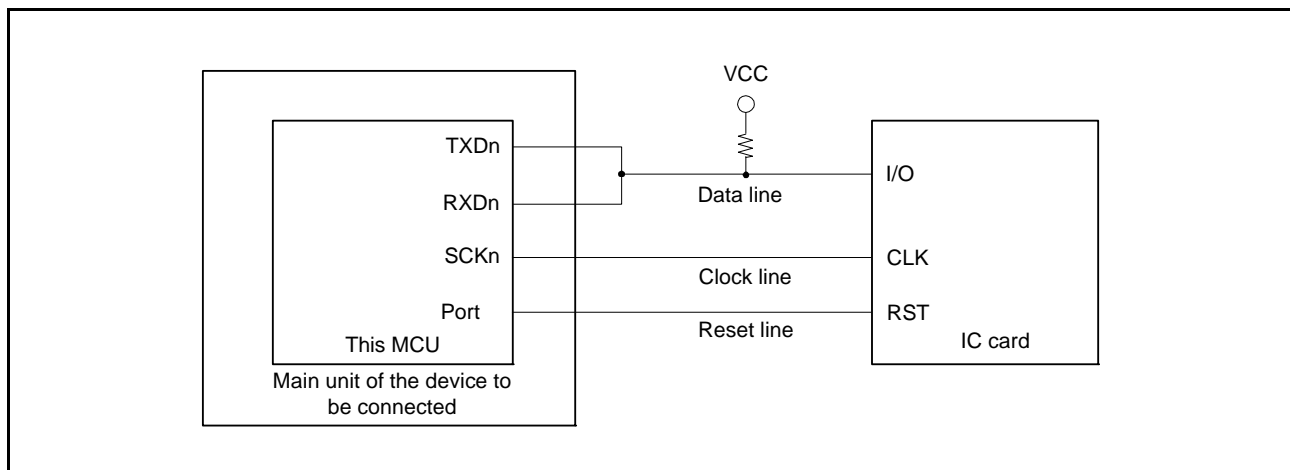 VCC
TXDn
RXDn
SCKn
Port
This MCU
Main unit of the device to
be connected
Data line
Clock line
Reset line
I/O
CLK
RST
IC card